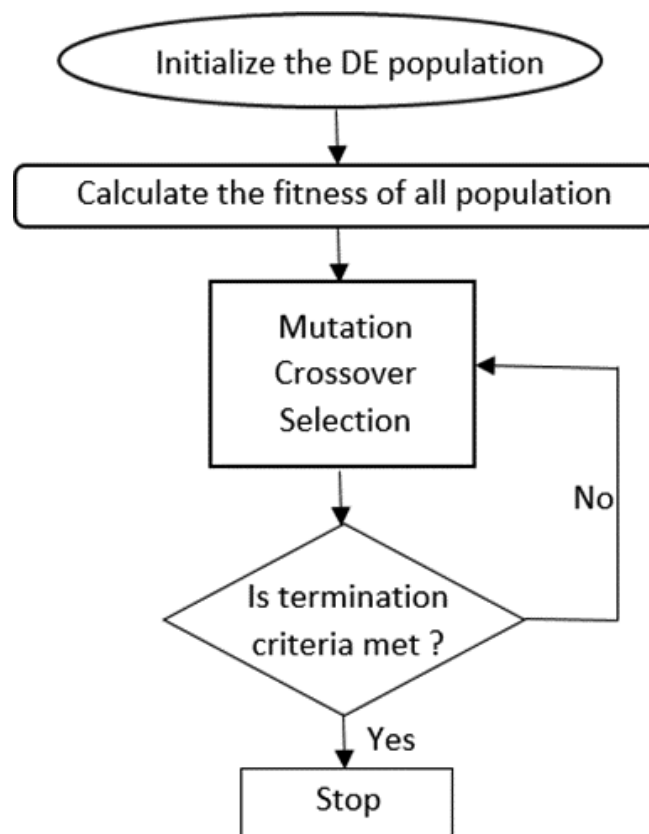 Initialize the DE population
Calculate the fitness of all population
Mutation
Crossover
Selection
No
Is termination
criteria met ?
Yes
Stop